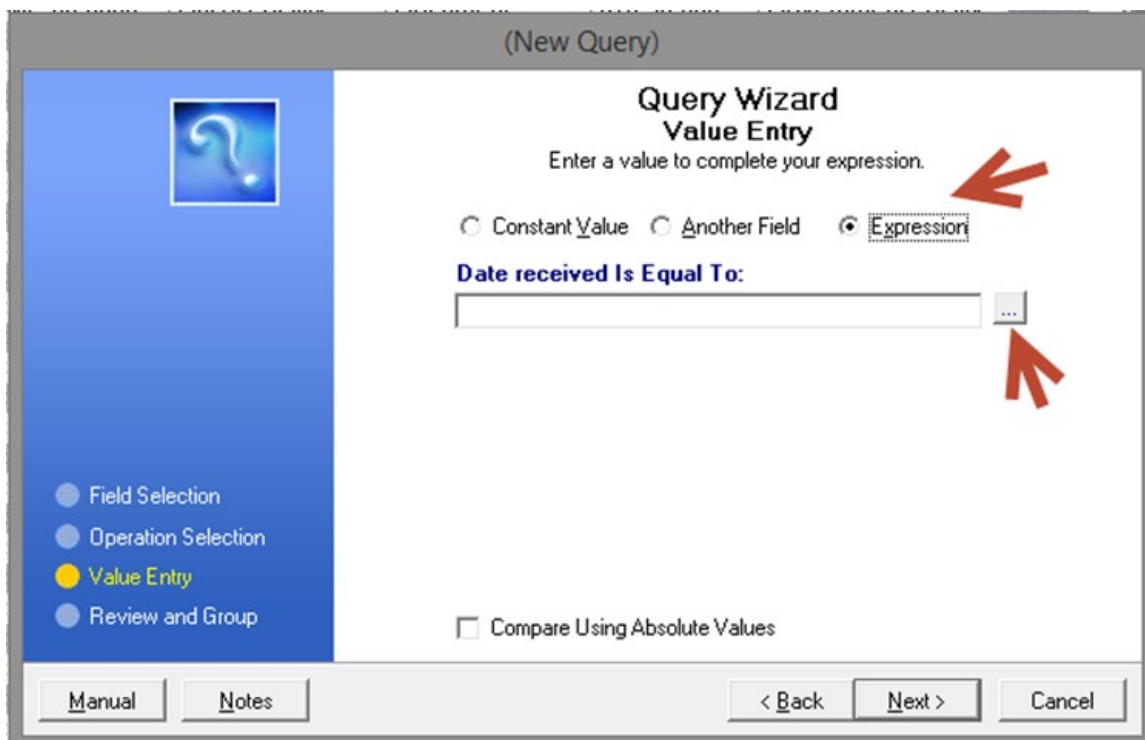 (New Query)
Query Wizard
Value Entry
Enter a value to complete your expression.
Constant Value Another Field Expression
Date received Is Equal To:
...
Field Selection
Operation Selection
Value Entry
Review and Group
Compare Using Absolute Values
Manual Notes < Back Next > Cancel